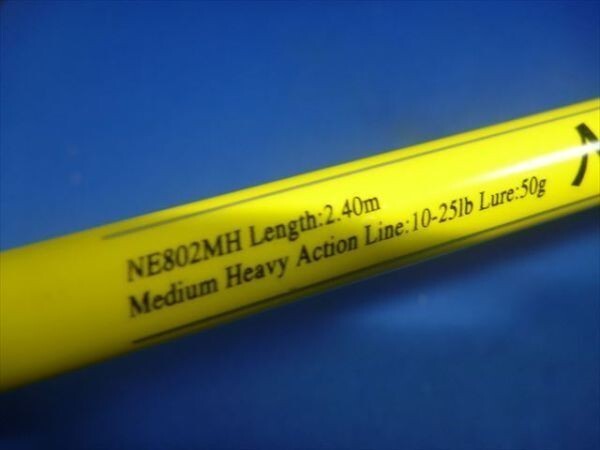 NE802MH Length:2.40m
Medium Heavy Action Line:10-25lb Lure:50g